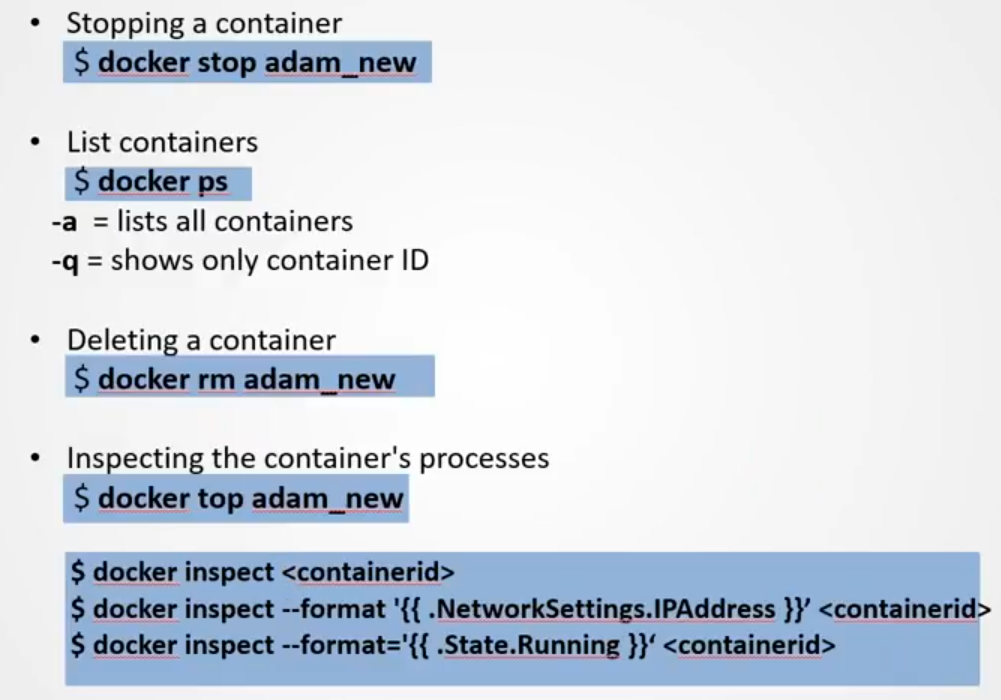 • Stopping a container
$ docker stop adam_new
• List containers
$ docker ps
-a = lists all containers
-q = shows only container ID
• Deleting a container
$ docker rm adam_new
• Inspecting the container's processes
$ docker top adam_new
$ docker inspect <containerid>
$ docker inspect --format '{{ .NetworkSettings.IPAddress }}’ <containerid>
$ docker inspect --format='{{ .State.Running }}‘ <containerid>